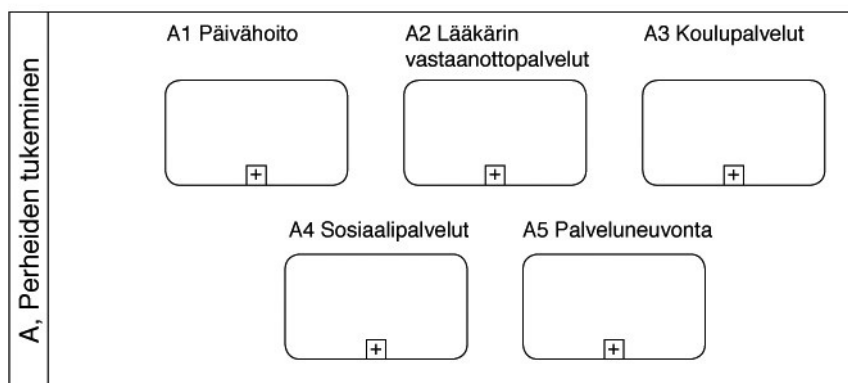 A, Perheiden tukeminen
A1 Päivähoito
A2 Lääkärin
vastaanottopalvelut
A3 Koulupalvelut
A4 Sosiaalipalvelut
A5 Palveluneuvonta